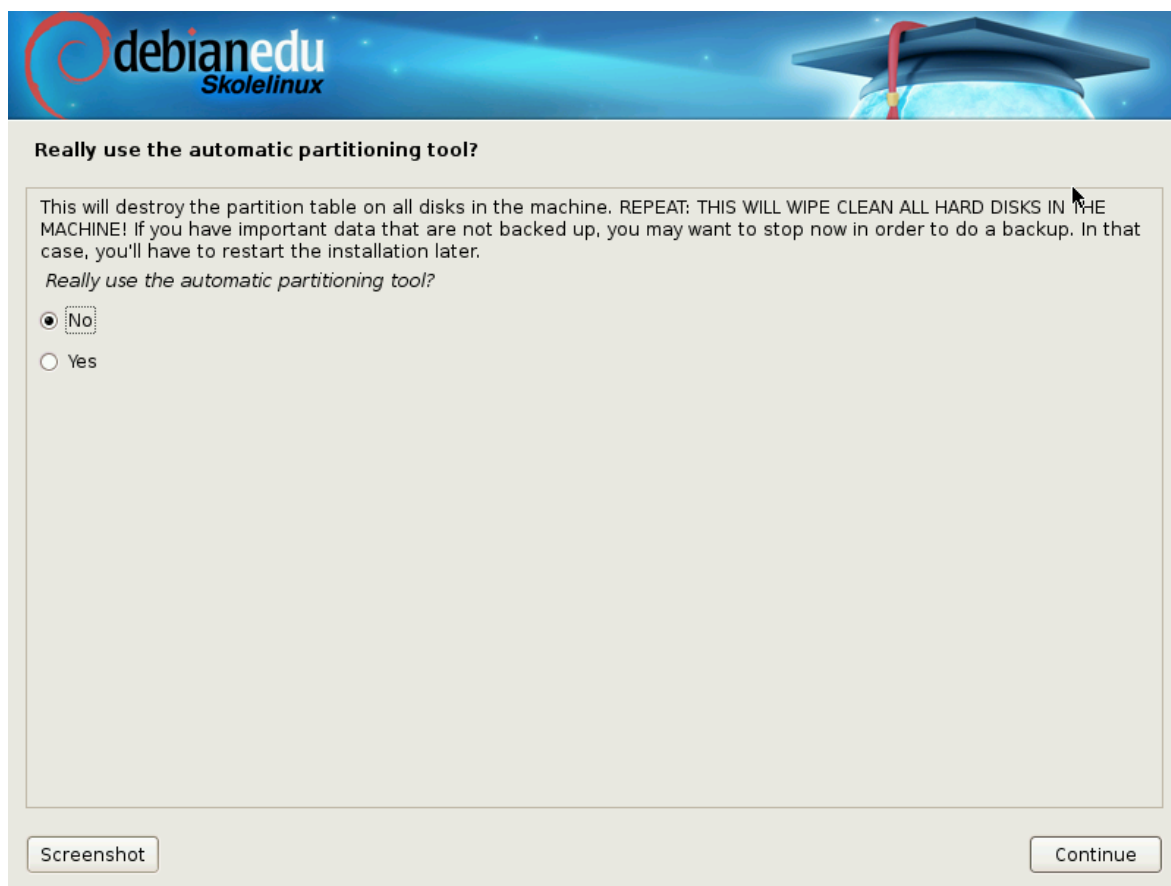 debianedu
Skolelinux
Really use the automatic partitioning tool?
This will destroy the partition table on all disks in the machine. REPEAT: THIS WILL WIPE CLEAN ALL HARD DISKS IN THE
MACHINE! If you have important data that are not backed up, you may want to stop now in order to do a backup. In that
case, you'll have to restart the installation later.
Really use the automatic partitioning tool?
No
Yes
Screenshot
Continue